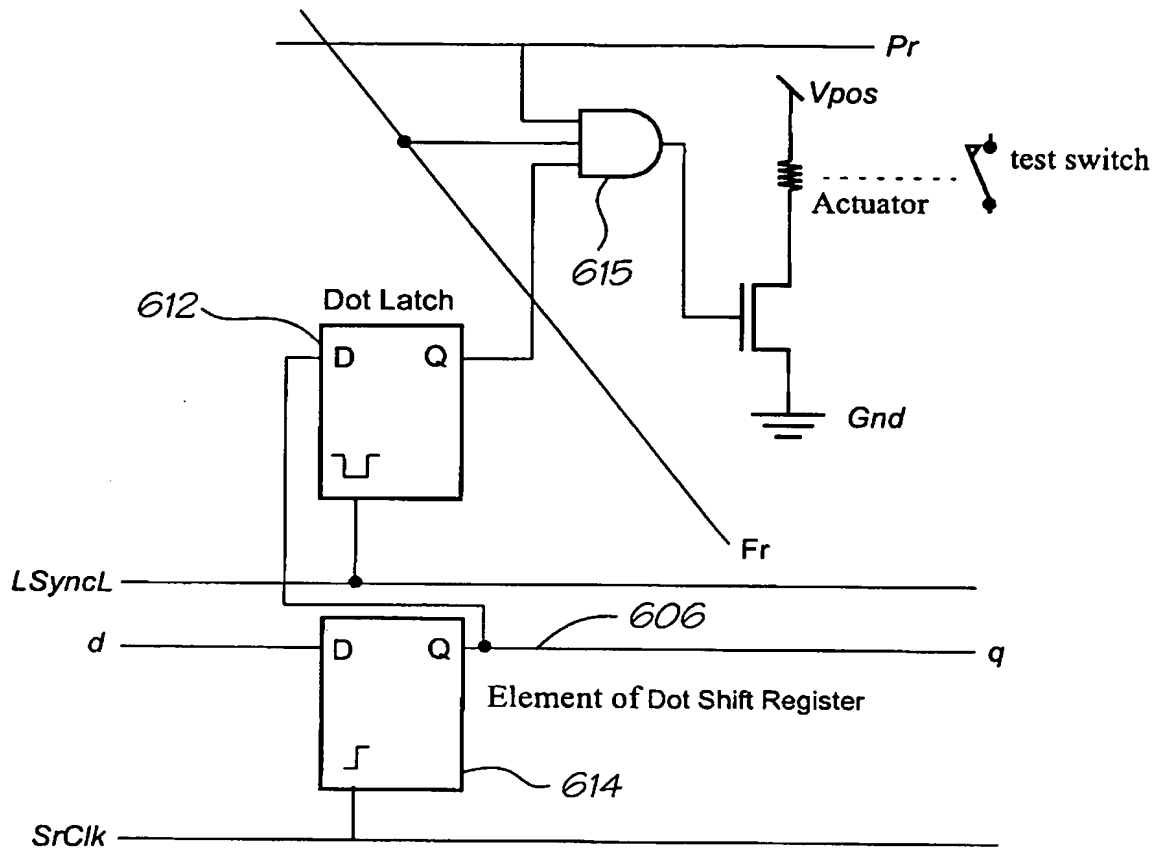 Pr
Vpos
test switch
Actuator
615
612
Dot Latch
D Q
Gnd
Fr
LSyncL
606
d
D Q
q
Element of Dot Shift Register
614
SrClk